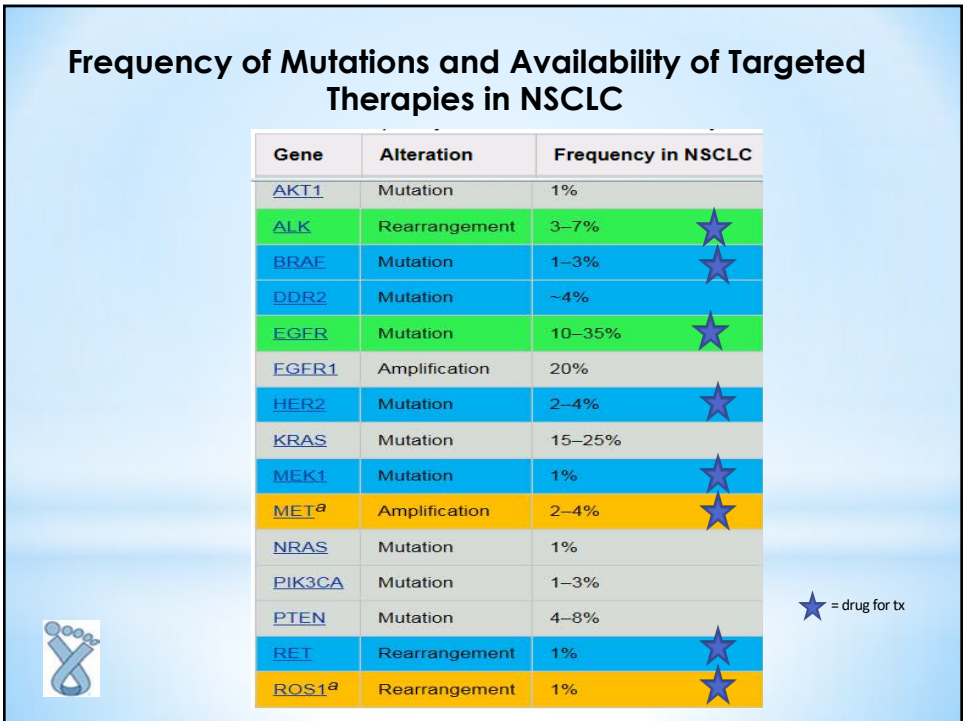 Frequency of Mutations and Availability of Targeted
Therapies in NSCLC
Gene Alteration Frequency in NSCLC
AKT1 Mutation 1%
ALK Rearrangement 3–7%
BRAF Mutation 1–3%
DDR2 Mutation ~4%
EGFR Mutation 10–35%
FGFR1 Amplification 20%
HER2 Mutation 2–4%
KRAS Mutation 15–25%
MEK1 Mutation 1%
METa Amplification 2–4%
NRAS Mutation 1%
PIK3CA Mutation 1–3%
PTEN Mutation 4–8%
= drug for tx
RET Rearrangement 1%
ROS1a Rearrangement 1%